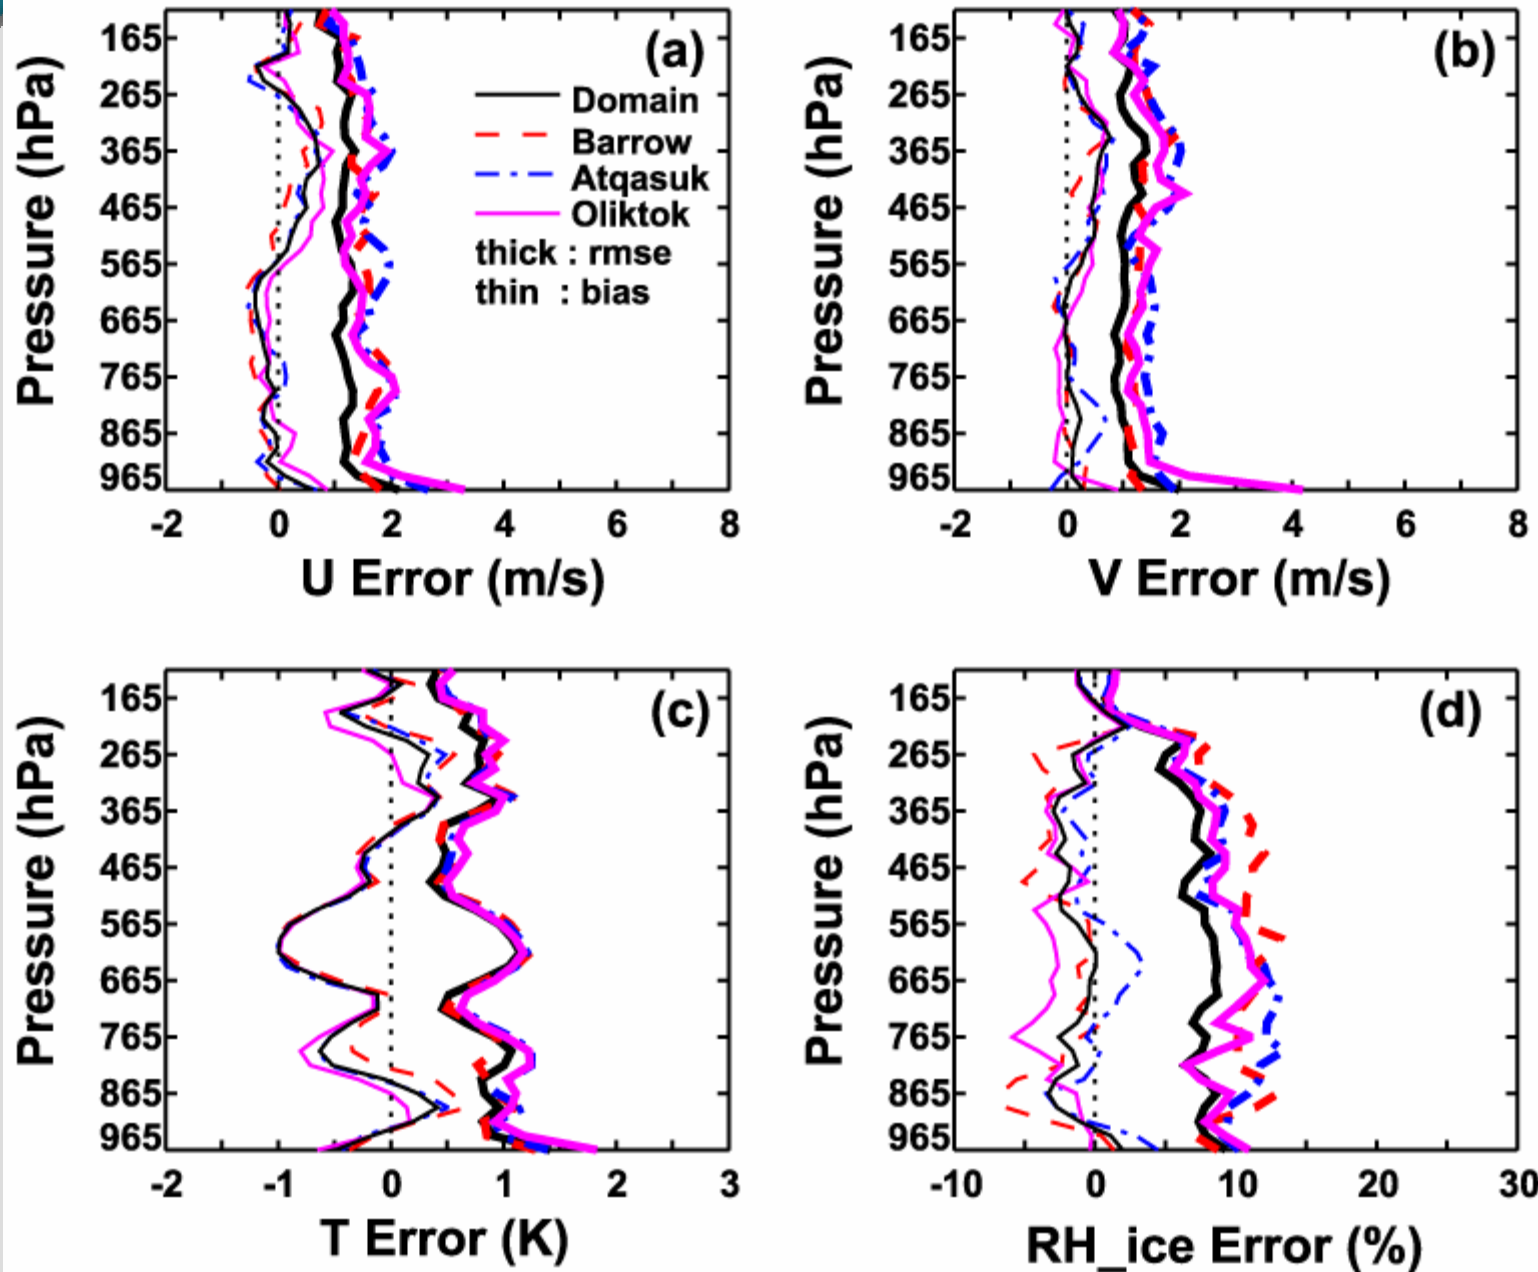 (a)
Domain
Barrow
Atqasuk
Oliktok
thick : rmse
thin : bias
Pressure (hPa)
165
265
365
465
565
665
765
865
965
-2 0 2 4 6 8
U Error (m/s)
(b)
Pressure (hPa)
165
265
365
465
565
665
765
865
965
-2 0 2 4 6 8
V Error (m/s)
(c)
Pressure (hPa)
165
265
365
465
565
665
765
865
965
-2 -1 0 1 2 3
T Error (K)
(d)
Pressure (hPa)
165
265
365
465
565
665
765
865
965
-10 0 10 20 30
RH_ice Error (%)